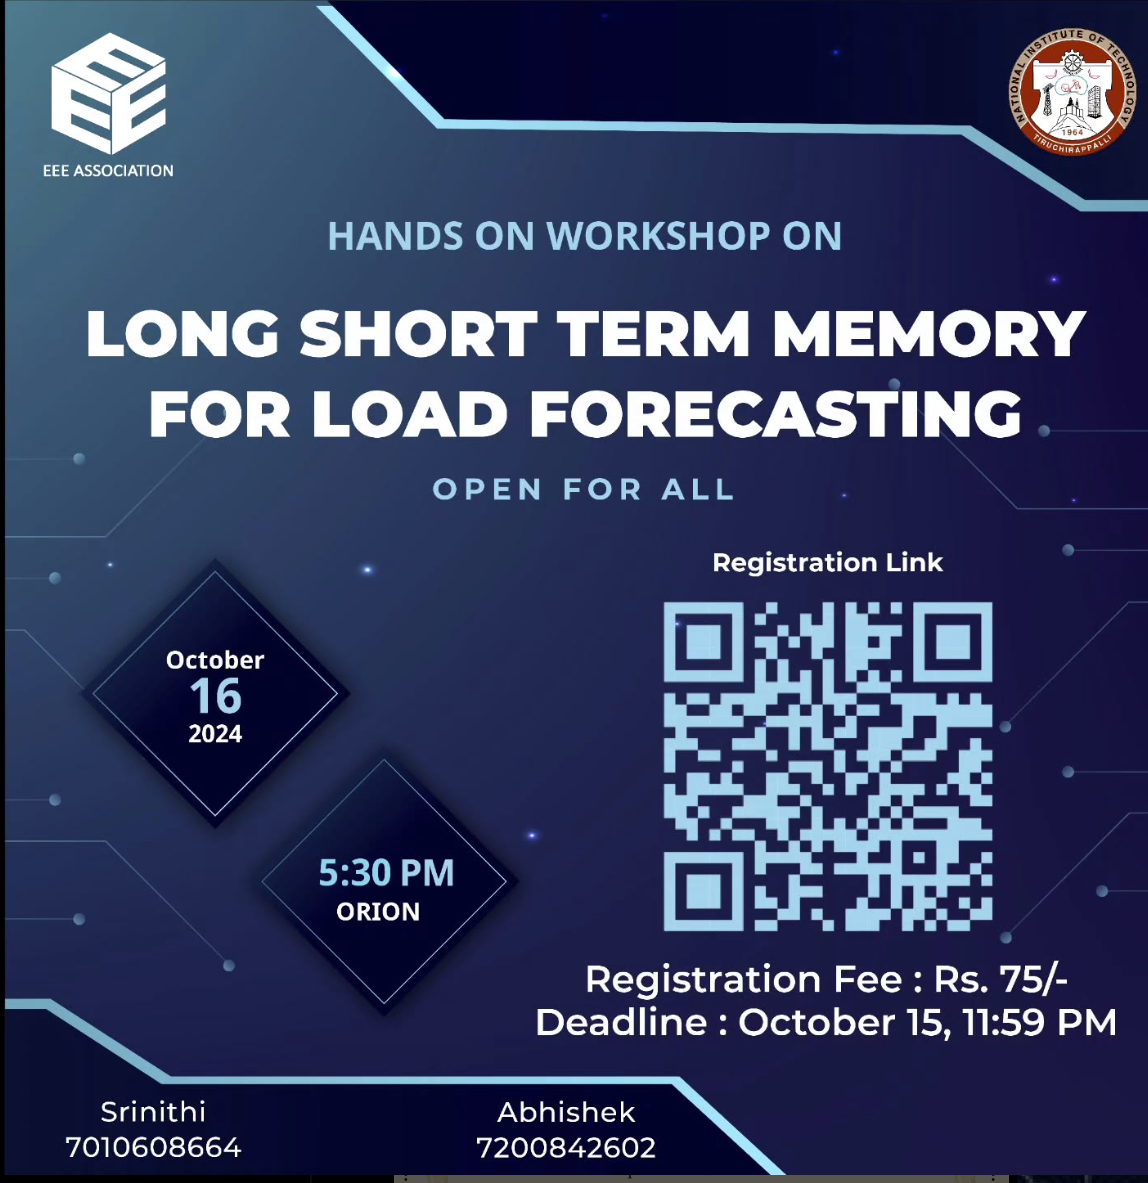 EEE
EEE ASSOCIATION
NATIONAL INSTITUTE OF TECHNOLOGY
1964
TIRUCHIRAPPALLI
HANDS ON WORKSHOP ON
LONG SHORT TERM MEMORY
FOR LOAD FORECASTING
OPEN FOR ALL
Registration Link
October
16
2024
5:30 PM
ORION
Registration Fee : Rs. 75/-
Deadline : October 15, 11:59 PM
Srinithi
7010608664
Abhishek
7200842602